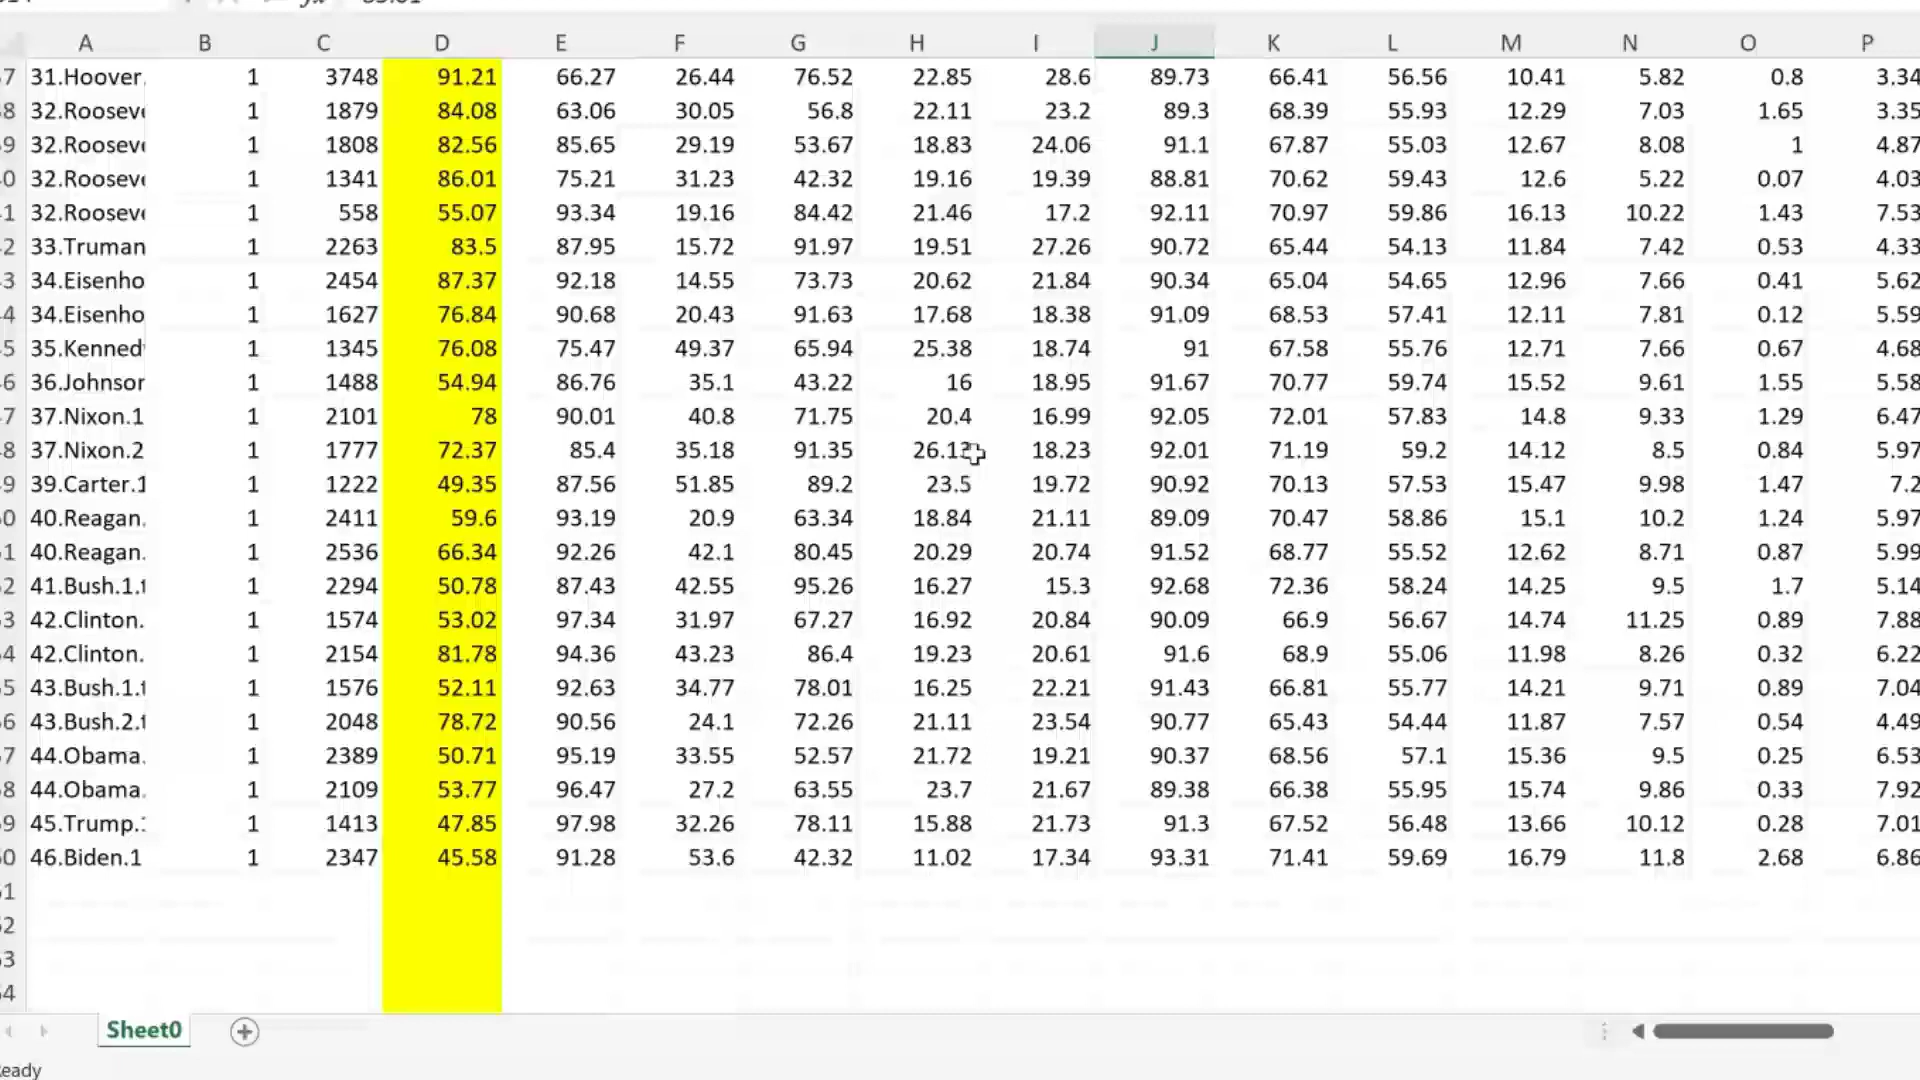 A B C D E F G H I J K L M N O P
7 31.Hoover. 1 3748 91.21 66.27 26.44 76.52 22.85 28.6 89.73 66.41 56.56 10.41 5.82 0.8 3.34
8 32.Roosev 1 1879 84.08 63.06 30.05 56.8 22.11 23.2 89.3 68.39 55.93 12.29 7.03 1.65 3.35
9 32.Roosev 1 1808 82.56 85.65 29.19 53.67 18.83 24.06 91.1 67.87 55.03 12.67 8.08 1 4.87
0 32.Roosev 1 1341 86.01 75.21 31.23 42.32 19.16 19.39 88.81 70.62 59.43 12.6 5.22 0.07 4.03
1 32.Roosev 1 558 55.07 93.34 19.16 84.42 21.46 17.2 92.11 70.97 59.86 16.13 10.22 1.43 7.53
2 33.Truman 1 2263 83.5 87.95 15.72 91.97 19.51 27.26 90.72 65.44 54.13 11.84 7.42 0.53 4.33
3 34.Eisenho 1 2454 87.37 92.18 14.55 73.73 20.62 21.84 90.34 65.04 54.65 12.96 7.66 0.41 5.62
4 34.Eisenho 1 1627 76.84 90.68 20.43 91.63 17.68 18.38 91.09 68.53 57.41 12.11 7.81 0.12 5.59
5 35.Kenned 1 1345 76.08 75.47 49.37 65.94 25.38 18.74 91 67.58 55.76 12.71 7.66 0.67 4.68
6 36.Johnsor 1 1488 54.94 86.76 35.1 43.22 16 18.95 91.67 70.77 59.74 15.52 9.61 1.55 5.58
7 37.Nixon.1 1 2101 78 90.01 40.8 71.75 20.4 16.99 92.05 72.01 57.83 14.8 9.33 1.29 6.47
8 37.Nixon.2 1 1777 72.37 85.4 35.18 91.35 18.23 92.01 71.19 59.2 14.12 8.5 0.84 5.97
9 39.Carter.1 1 1222 49.35 87.56 51.85 89.2 23.5 19.72 90.92 70.13 57.53 15.47 9.98 1.47 7.2
0 40.Reagan. 1 2411 59.6 93.19 20.9 63.34 18.84 21.11 89.09 70.47 58.86 15.1 10.2 1.24 5.97
1 40.Reagan. 1 2536 66.34 92.26 42.1 80.45 20.29 20.74 91.52 68.77 55.52 12.62 8.71 0.87 5.99
2 41.Bush.1.t 1 2294 50.78 87.43 42.55 95.26 16.27 15.3 92.68 72.36 58.24 14.25 9.5 1.7 5.14
3 42.Clinton. 1 1574 53.02 97.34 31.97 67.27 16.92 20.84 90.09 66.9 56.67 14.74 11.25 0.89 7.88
4 42.Clinton. 1 2154 81.78 94.36 43.23 86.4 19.23 20.61 91.6 68.9 55.06 11.98 8.26 0.32 6.22
5 43.Bush.1.t 1 1576 52.11 92.63 34.77 78.01 16.25 22.21 91.43 66.81 55.77 14.21 9.71 0.89 7.04
6 43.Bush.2.t 1 2048 78.72 90.56 24.1 72.26 21.11 23.54 90.77 65.43 54.44 11.87 7.57 0.54 4.49
7 44.Obama. 1 2389 50.71 95.19 33.55 52.57 21.72 19.21 90.37 68.56 57.1 15.36 9.5 0.25 6.53
8 44.Obama. 1 2109 53.77 96.47 27.2 63.55 23.7 21.67 89.38 66.38 55.95 15.74 9.86 0.33 7.92
9 45.Trump. 1 1413 47.85 97.98 32.26 78.11 15.88 21.73 91.3 67.52 56.48 13.66 10.12 0.28 7.01
0 46.Biden.1 1 2347 45.58 91.28 53.6 42.32 11.02 17.34 93.31 71.41 59.69 16.79 11.8 2.68 6.86
1
2
3
4
Sheet0
eady